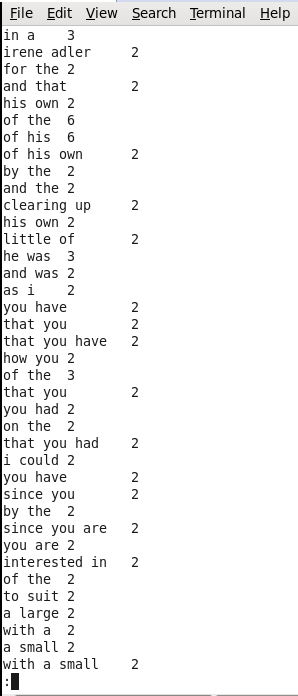 File Edit View Search Terminal Help
in a 3
irene adler 2
for the 2
and that 2
his own 2
of the 6
of his 6
of his own 2
by the 2
and the 2
clearing up 2
his own 2
little of 2
he was 3
and was 2
as i 2
you have 2
that you 2
that you have 2
how you 2
of the 3
that you 2
you had 2
on the 2
that you had 2
i could 2
you have 2
since you 2
by the 2
since you are 2
you are 2
interested in 2
of the 2
to suit 2
a large 2
with a 2
a small 2
with a small 2
: